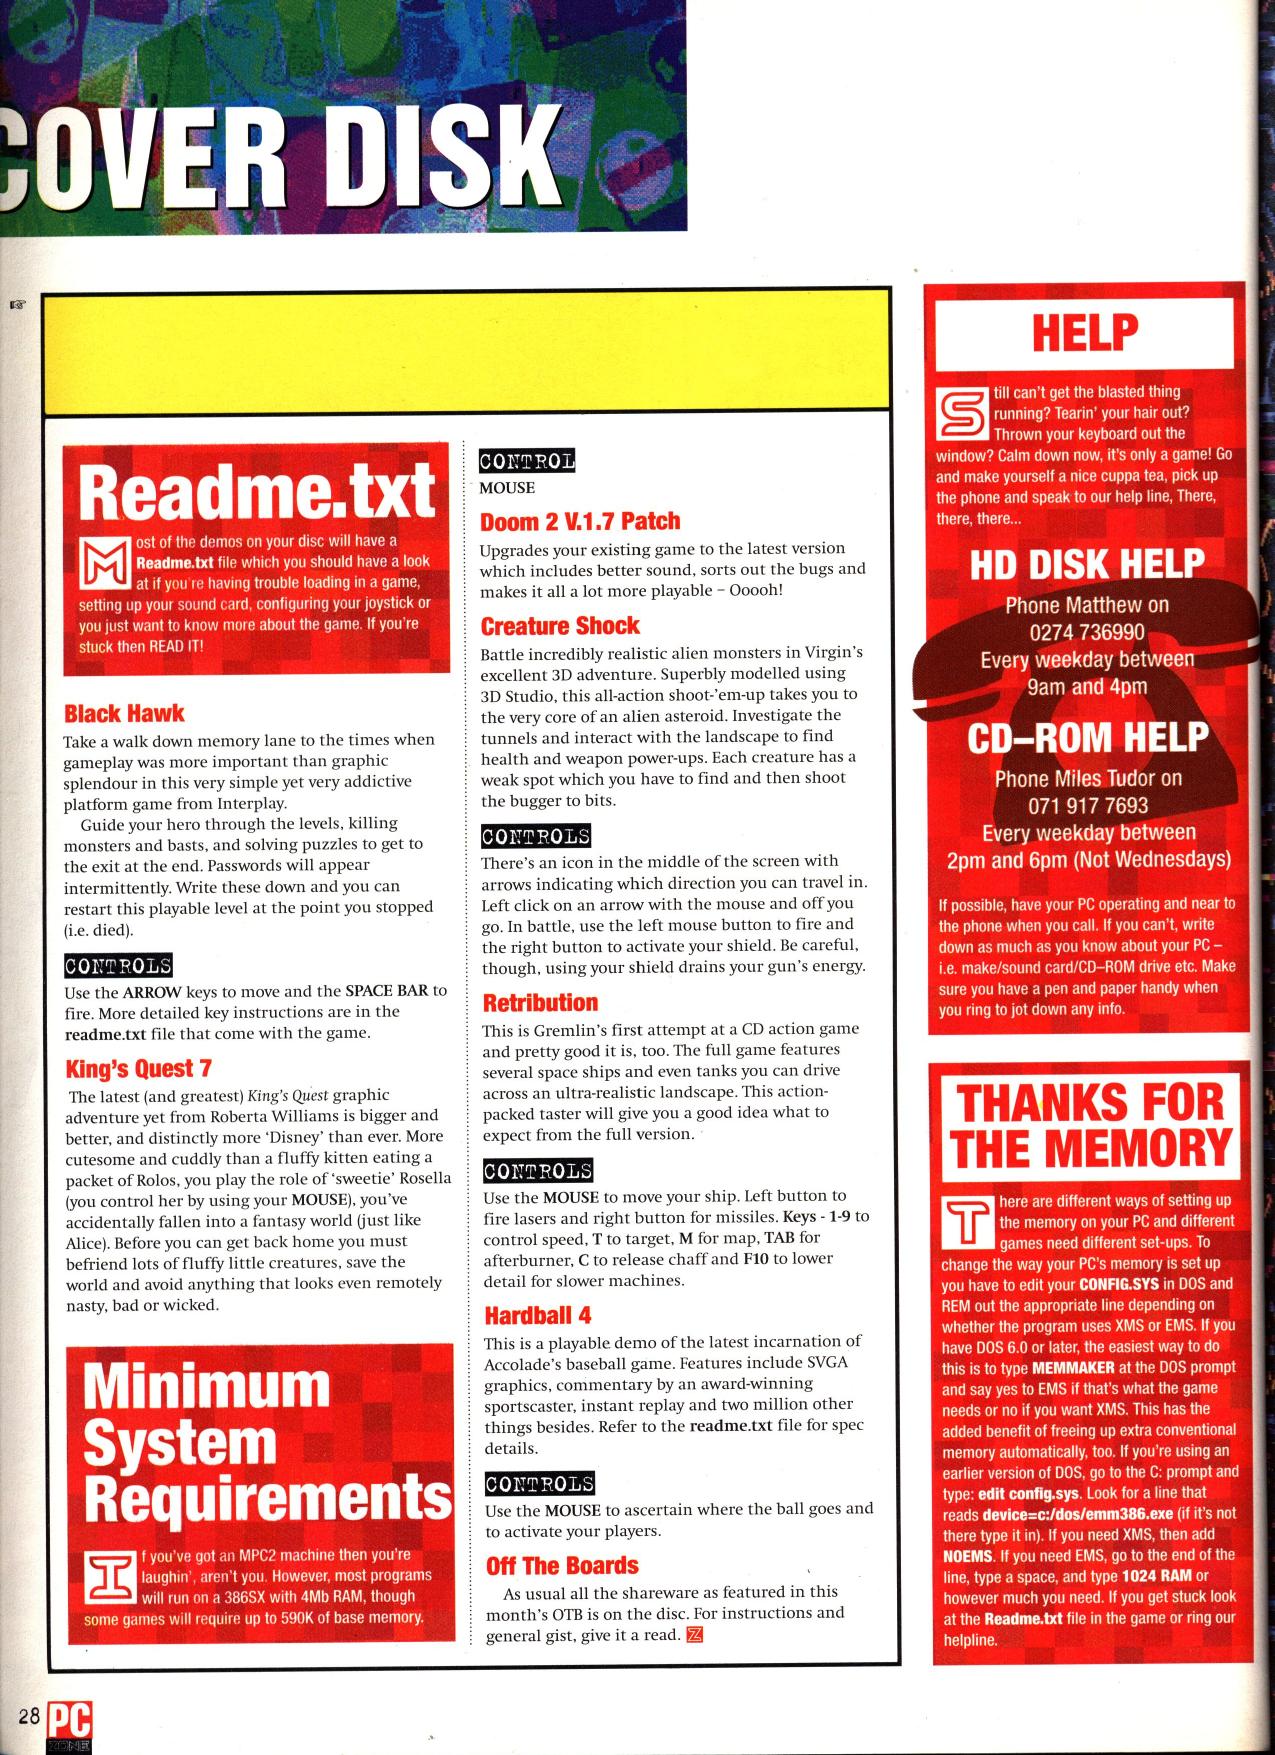 COVER DISK
☞
Readme.txt
Most of the demos on your disc will have a
Readme.txt file which you should have a look
at if you're having trouble loading in a game,
setting up your sound card, configuring your joystick or
you just want to know more about the game. If you're
stuck then READ IT!
Black Hawk
Take a walk down memory lane to the times when
gameplay was more important than graphic
splendour in this very simple yet very addictive
platform game from Interplay.
Guide your hero through the levels, killing
monsters and basts, and solving puzzles to get to
the exit at the end. Passwords will appear
intermittently. Write these down and you can
restart this playable level at the point you stopped
(i.e. died).
CONTROLS
Use the ARROW keys to move and the SPACE BAR to
fire. More detailed key instructions are in the
readme.txt file that come with the game.
King's Quest 7
The latest (and greatest) King's Quest graphic
adventure yet from Roberta Williams is bigger and
better, and distinctly more 'Disney' than ever. More
cutesome and cuddly than a fluffy kitten eating a
packet of Rolos, you play the role of 'sweetie' Rosella
(you control her by using your MOUSE), you've
accidentally fallen into a fantasy world (just like
Alice). Before you can get back home you must
befriend lots of fluffy little creatures, save the
world and avoid anything that looks even remotely
nasty, bad or wicked.
Minimum
System
Requirements
If you've got an MPC2 machine then you're
laughin', aren't you. However, most programs
will run on a 386SX with 4Mb RAM, though
some games will require up to 590K of base memory.
CONTROL
MOUSE
Doom 2 V.1.7 Patch
Upgrades your existing game to the latest version
which includes better sound, sorts out the bugs and
makes it all a lot more playable – Ooooh!
Creature Shock
Battle incredibly realistic alien monsters in Virgin's
excellent 3D adventure. Superbly modelled using
3D Studio, this all-action shoot-'em-up takes you to
the very core of an alien asteroid. Investigate the
tunnels and interact with the landscape to find
health and weapon power-ups. Each creature has a
weak spot which you have to find and then shoot
the bugger to bits.
CONTROLS
There's an icon in the middle of the screen with
arrows indicating which direction you can travel in.
Left click on an arrow with the mouse and off you
go. In battle, use the left mouse button to fire and
the right button to activate your shield. Be careful,
though, using your shield drains your gun's energy.
Retribution
This is Gremlin's first attempt at a CD action game
and pretty good it is, too. The full game features
several space ships and even tanks you can drive
across an ultra-realistic landscape. This action-
packed taster will give you a good idea what to
expect from the full version.
CONTROLS
Use the MOUSE to move your ship. Left button to
fire lasers and right button for missiles. Keys - 1-9 to
control speed, T to target, M for map, TAB for
afterburner, C to release chaff and F10 to lower
detail for slower machines.
Hardball 4
This is a playable demo of the latest incarnation of
Accolade's baseball game. Features include SVGA
graphics, commentary by an award-winning
sportscaster, instant replay and two million other
things besides. Refer to the readme.txt file for spec
details.
CONTROLS
Use the MOUSE to ascertain where the ball goes and
to activate your players.
Off The Boards
As usual all the shareware as featured in this
month's OTB is on the disc. For instructions and
general gist, give it a read. Z
HELP
Still can't get the blasted thing
running? Tearin' your hair out?
Thrown your keyboard out the
window? Calm down now, it's only a game! Go
and make yourself a nice cuppa tea, pick up
the phone and speak to our help line, There,
there, there...
HD DISK HELP
Phone Matthew on
0274 736990
Every weekday between
9am and 4pm
CD–ROM HELP
Phone Miles Tudor on
071 917 7693
Every weekday between
2pm and 6pm (Not Wednesdays)
If possible, have your PC operating and near to
the phone when you call. If you can't, write
down as much as you know about your PC –
i.e. make/sound card/CD–ROM drive etc. Make
sure you have a pen and paper handy when
you ring to jot down any info.
THANKS FOR
THE MEMORY
There are different ways of setting up
the memory on your PC and different
games need different set-ups. To
change the way your PC's memory is set up
you have to edit your CONFIG.SYS in DOS and
REM out the appropriate line depending on
whether the program uses XMS or EMS. If you
have DOS 6.0 or later, the easiest way to do
this is to type MEMMAKER at the DOS prompt
and say yes to EMS if that's what the game
needs or no if you want XMS. This has the
added benefit of freeing up extra conventional
memory automatically, too. If you're using an
earlier version of DOS, go to the C: prompt and
type: edit config.sys. Look for a line that
reads device=c:/dos/emm386.exe (if it's not
there type it in). If you need XMS, then add
NOEMS. If you need EMS, go to the end of the
line, type a space, and type 1024 RAM or
however much you need. If you get stuck look
at the Readme.txt file in the game or ring our
helpline.
28 PC
ZONE